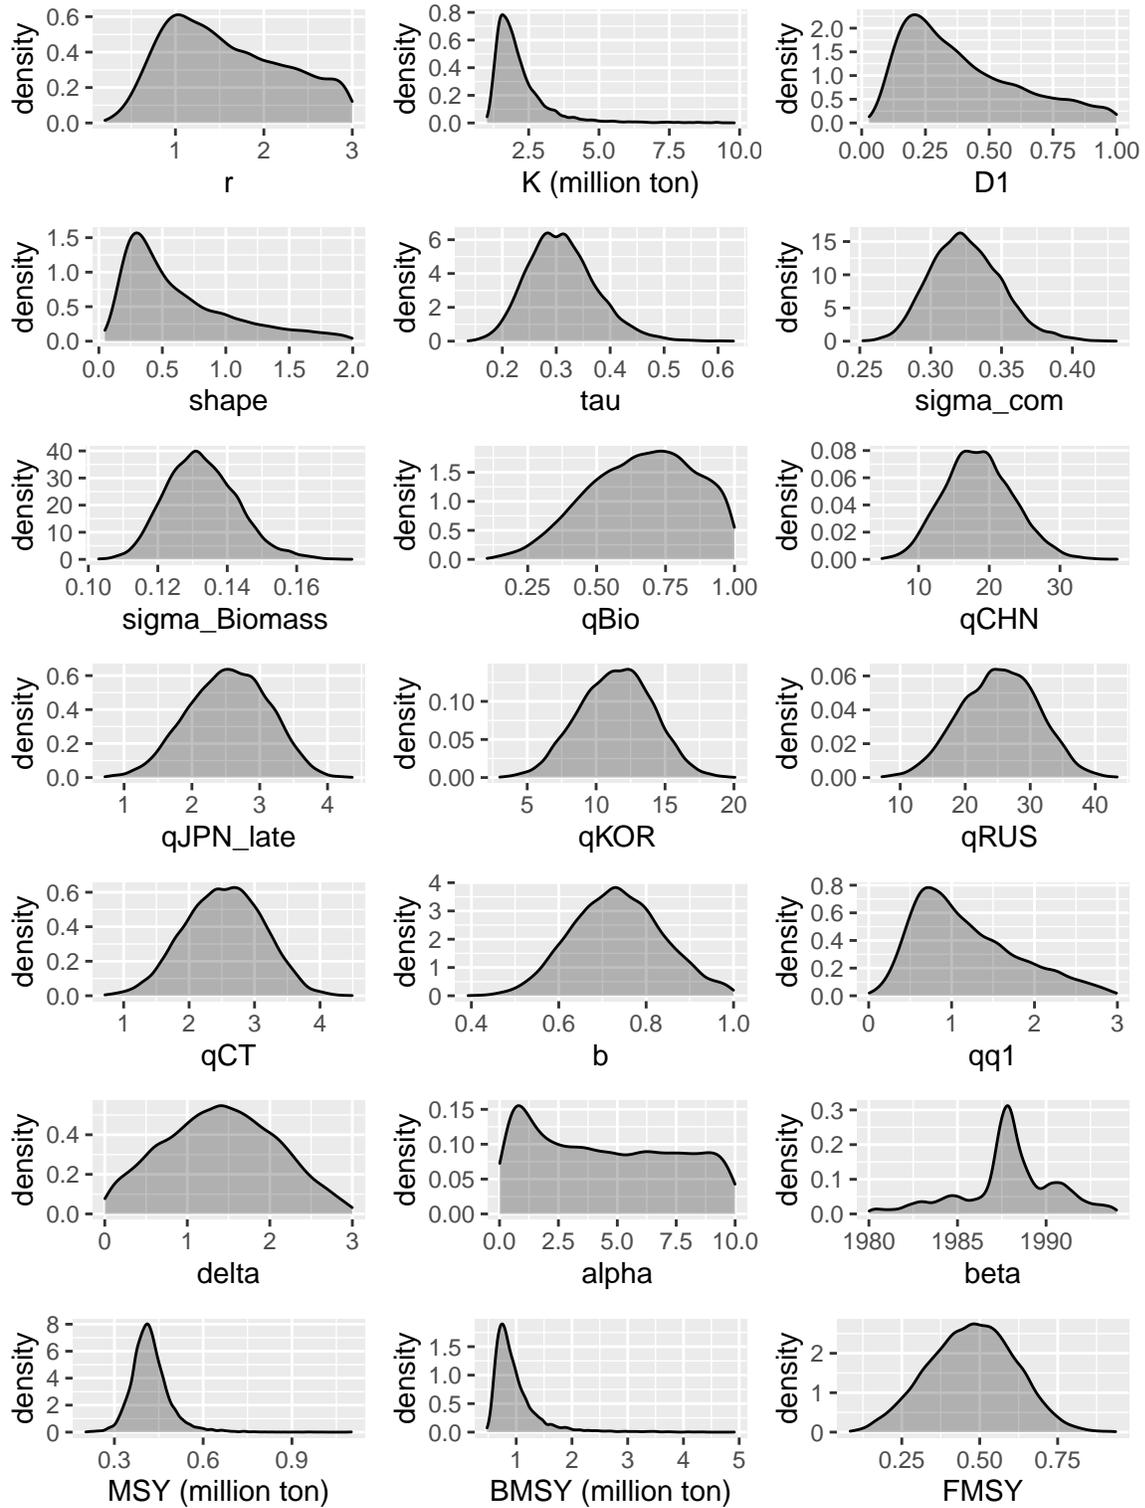 density
0.6
0.4
0.2
0.0
1 2 3
r
density
0.8
0.6
0.4
0.2
0.0
2.5 5.0 7.5 10.0
K (million ton)
density
2.0
1.5
1.0
0.5
0.0
0.00 0.25 0.50 0.75 1.00
D1
density
1.5
1.0
0.5
0.0
0.0 0.5 1.0 1.5 2.0
shape
density
6
4
2
0
0.2 0.3 0.4 0.5 0.6
tau
density
15
10
5
0
0.25 0.30 0.35 0.40
sigma_com
density
40
30
20
10
0
0.10 0.12 0.14 0.16
sigma_Biomass
density
1.5
1.0
0.5
0.0
0.25 0.50 0.75 1.00
qBio
density
0.08
0.06
0.04
0.02
0.00
10 20 30
qCHN
density
0.6
0.4
0.2
0.0
1 2 3 4
qJPN_late
density
0.10
0.05
0.00
5 10 15 20
qKOR
density
0.06
0.04
0.02
0.00
10 20 30 40
qRUS
density
0.6
0.4
0.2
0.0
1 2 3 4
qCT
density
4
3
2
1
0
0.4 0.6 0.8 1.0
b
density
0.8
0.6
0.4
0.2
0.0
0 1 2 3
qq1
density
0.4
0.2
0.0
0 1 2 3
delta
density
0.15
0.10
0.05
0.00
0.0 2.5 5.0 7.5 10.0
alpha
density
0.3
0.2
0.1
0.0
1980 1985 1990
beta
density
8
6
4
2
0
0.3 0.6 0.9
MSY (million ton)
density
1.5
1.0
0.5
0.0
1 2 3 4 5
BMSY (million ton)
density
2
1
0
0.25 0.50 0.75
FMSY